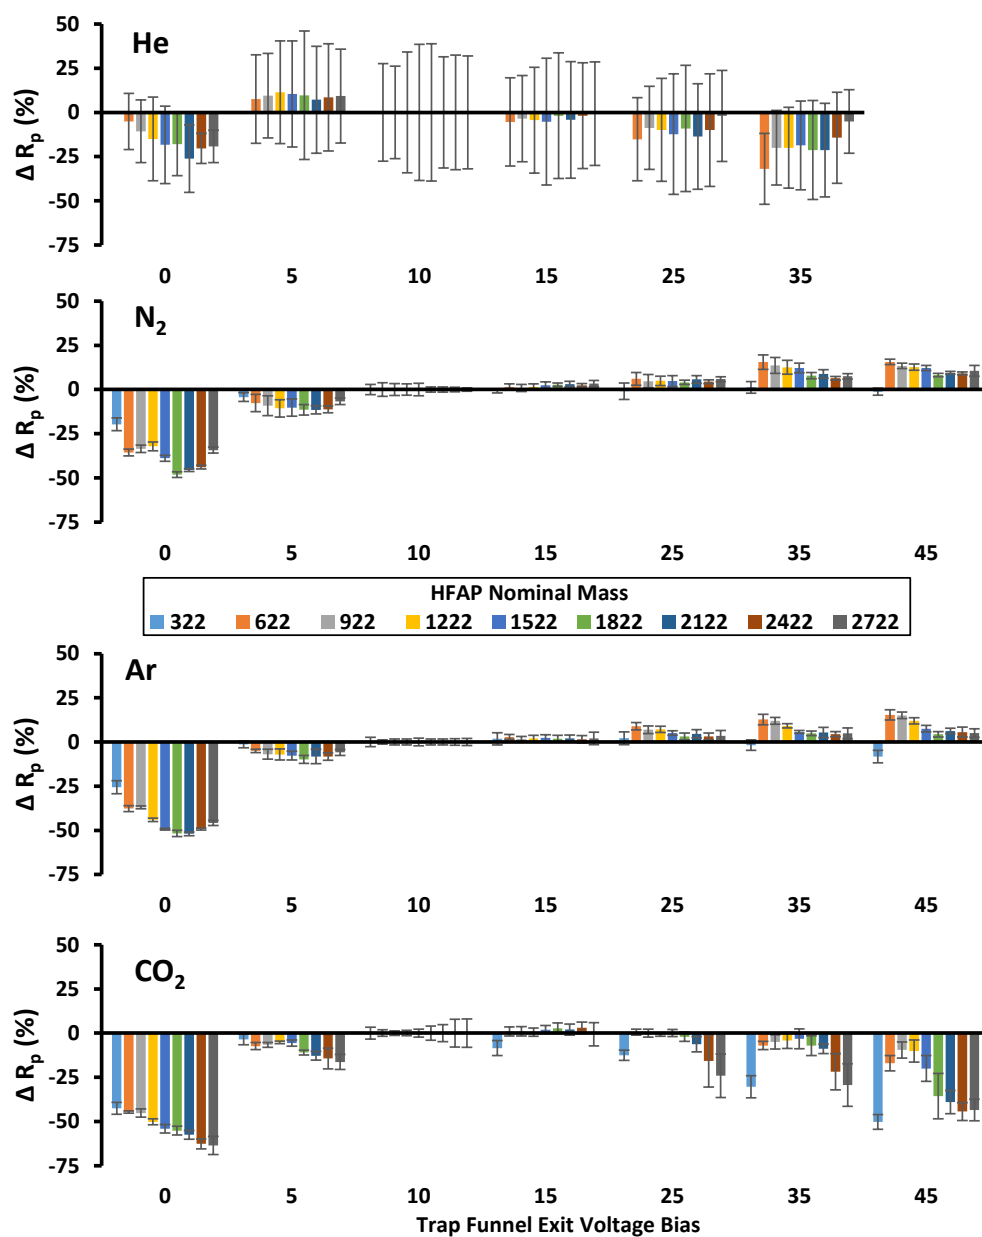 He
Δ Rp (%)
50
25
0
-25
-50
-75
0 5 10 15 25 35
N2
Δ Rp (%)
50
25
0
-25
-50
-75
0 5 10 15 25 35 45
HFAP Nominal Mass
322 622 922 1222 1522 1822 2122 2422 2722
Ar
Δ Rp (%)
50
25
0
-25
-50
-75
0 5 10 15 25 35 45
CO2
Δ Rp (%)
50
25
0
-25
-50
-75
0 5 10 15 25 35 45
Trap Funnel Exit Voltage Bias